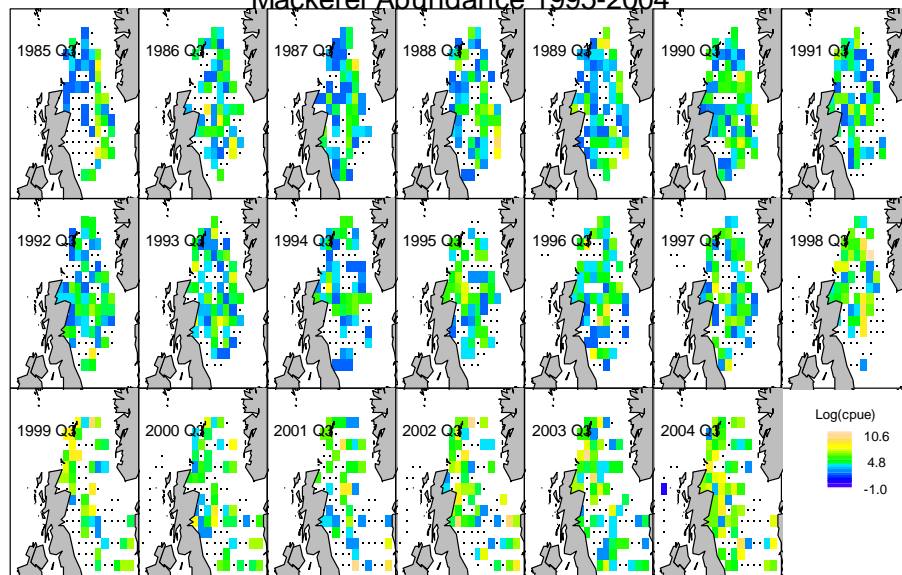 Mackerel Abundance 1995-2004
1985 Q3
1986 Q3
1987 Q3
1988 Q3
1989 Q3
1990 Q3
1991 Q3
1992 Q3
1993 Q3
1994 Q3
1995 Q3
1996 Q3
1997 Q3
1998 Q3
1999 Q3
2000 Q3
2001 Q3
2002 Q3
2003 Q3
2004 Q3
Log(cpue)
10.6
4.8
-1.0